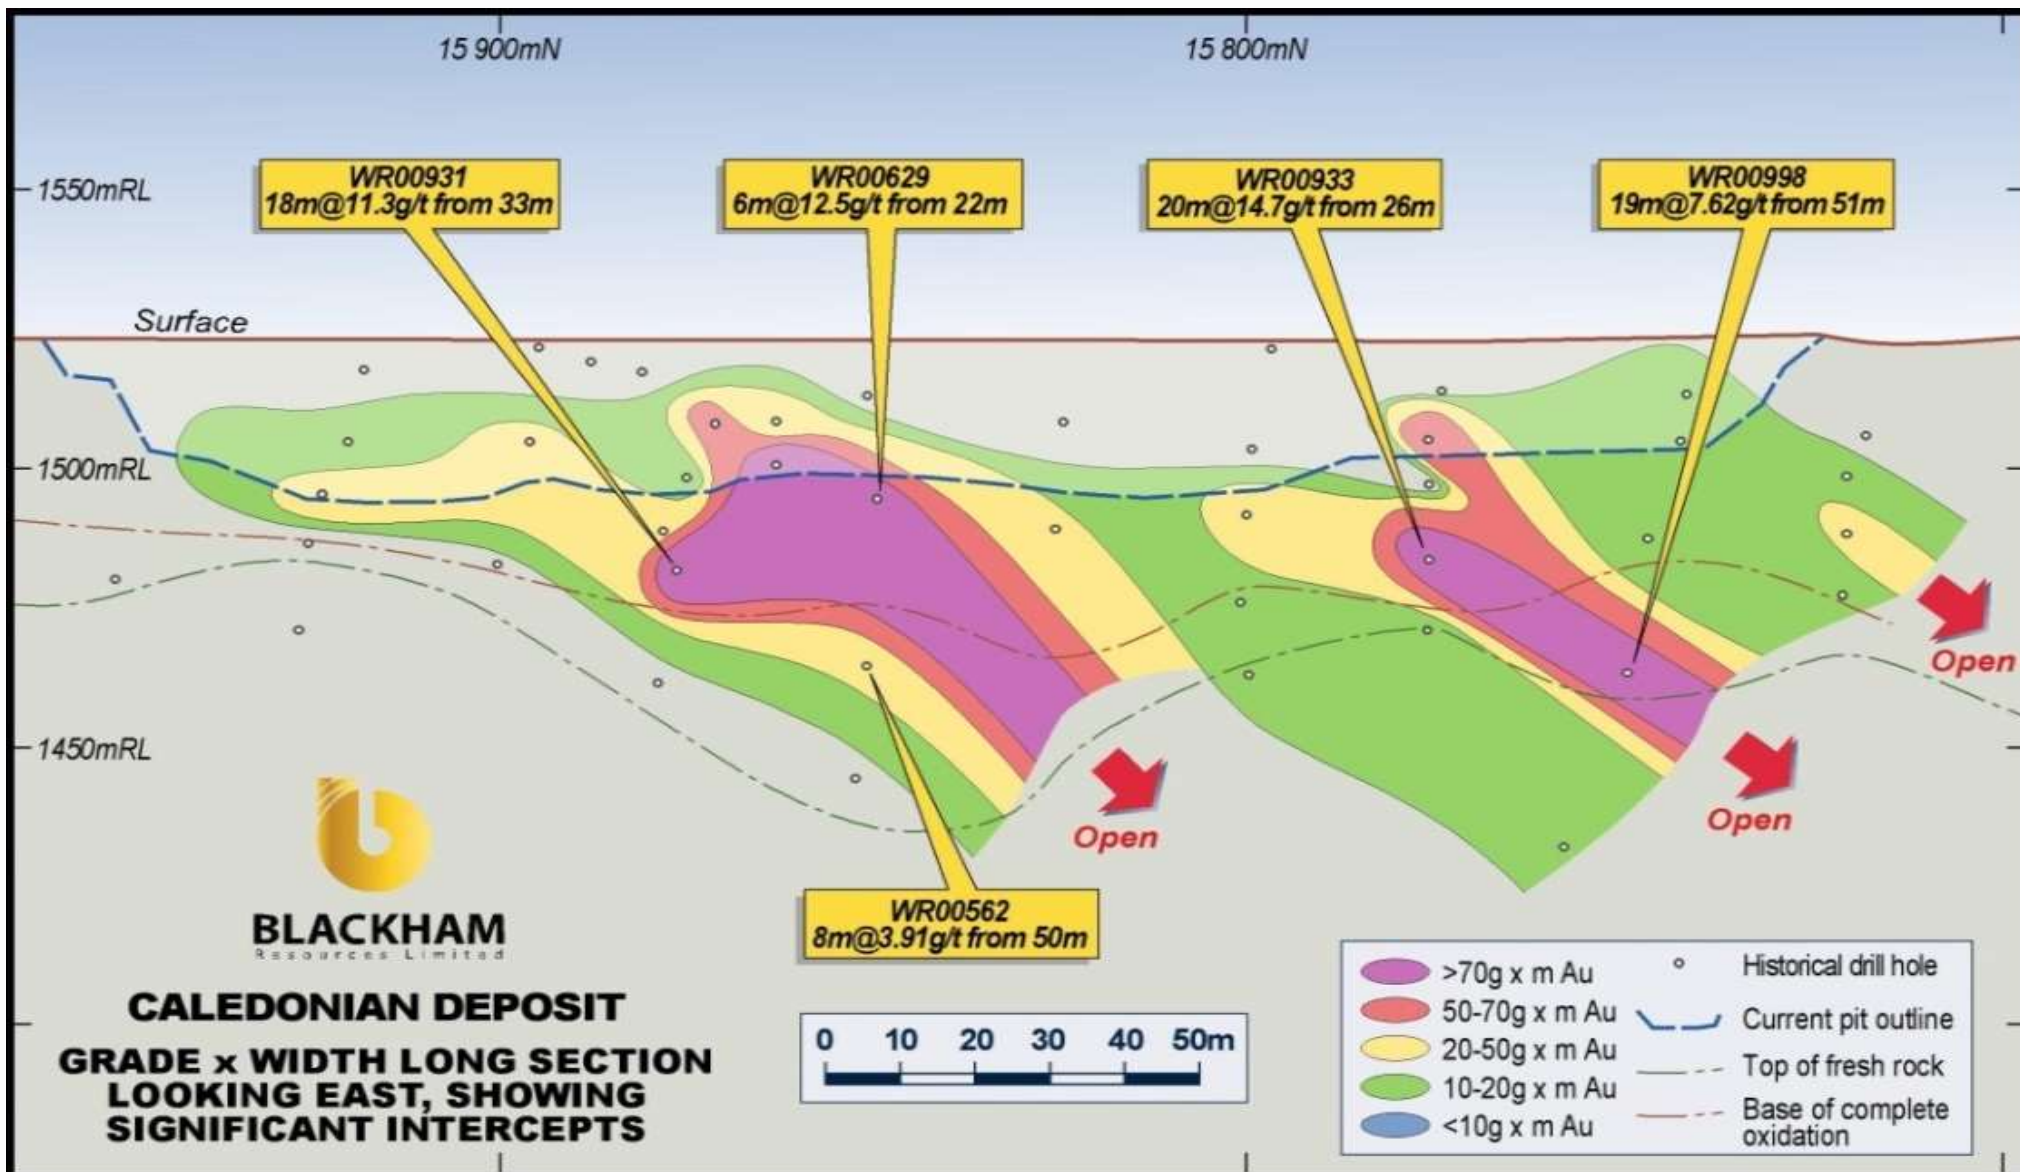 15 900mN
15 800mN
1550mRL
WR00931
18m@11.3g/t from 33m
WR00629
6m@12.5g/t from 22m
WR00933
20m@14.7g/t from 26m
WR00998
19m@7.62g/t from 51m
Surface
1500mRL
Open
1450mRL
Open
Open
WR00562
8m@3.91g/t from 50m
BLACKHAM
Resources Limited
CALEDONIAN DEPOSIT
GRADE x WIDTH LONG SECTION
LOOKING EAST, SHOWING
SIGNIFICANT INTERCEPTS
0 10 20 30 40 50m
>70g x m Au
50-70g x m Au
20-50g x m Au
10-20g x m Au
<10g x m Au
Historical drill hole
Current pit outline
Top of fresh rock
Base of complete
oxidation